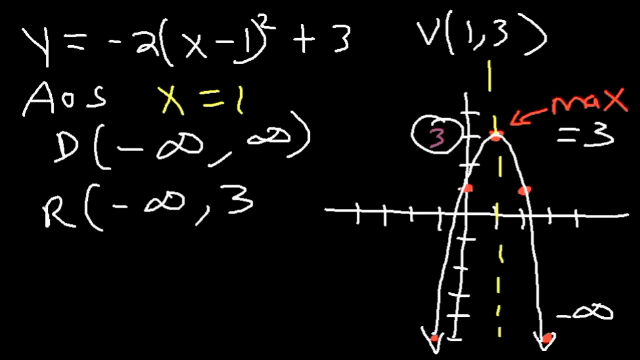 Y = -2(x-1)² + 3
V(1,3)
AOS x = 1
max
= 3
3
D(-∞, ∞)
R(-∞, 3
-∞